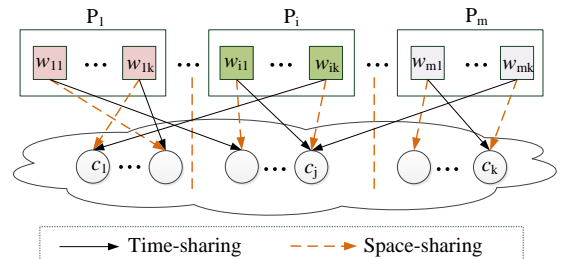 P1 Pi Pm
w11 ... w1k ... wi1 ... wik ... wm1 ... wmk
c1 ... ... cj ... ck
Time-sharing Space-sharing